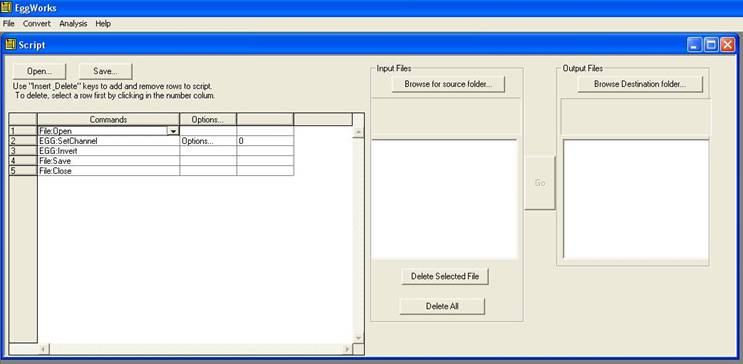 EggWorks
File Convert Analysis Help
Script
Open... Save...
Use "Insert ,Delete" keys to add and remove rows to script.
To delete, select a row first by clicking in the number colum.
Commands Options...
1 File:Open
2 EGG:SetChannel Options... 0
3 EGG:Invert
4 File:Save
5 File:Close
Input Files
Browse for source folder...
Delete Selected File
Delete All
Go
Output Files
Browse Destination folder...